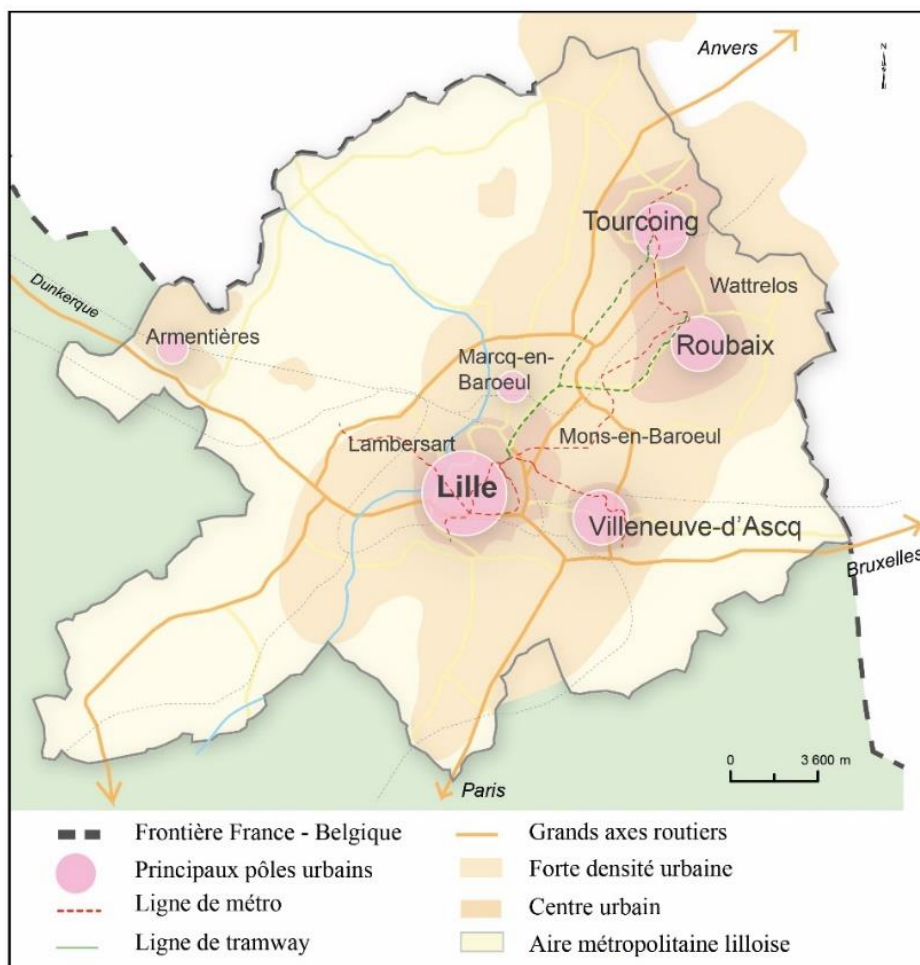 Anvers
N
Tourcoing
Dunkerque
Wattrelos
Armentières
Roubaix
Marcq-en-
Baroeul
Lambersart
Mons-en-Baroeul
Lille
Villeneuve-d'Ascq
Bruxelles
0 3 600 m
Paris
Frontière France - Belgique
Grands axes routiers
Principaux pôles urbains
Forte densité urbaine
Ligne de métro
Centre urbain
Ligne de tramway
Aire métropolitaine lilloise